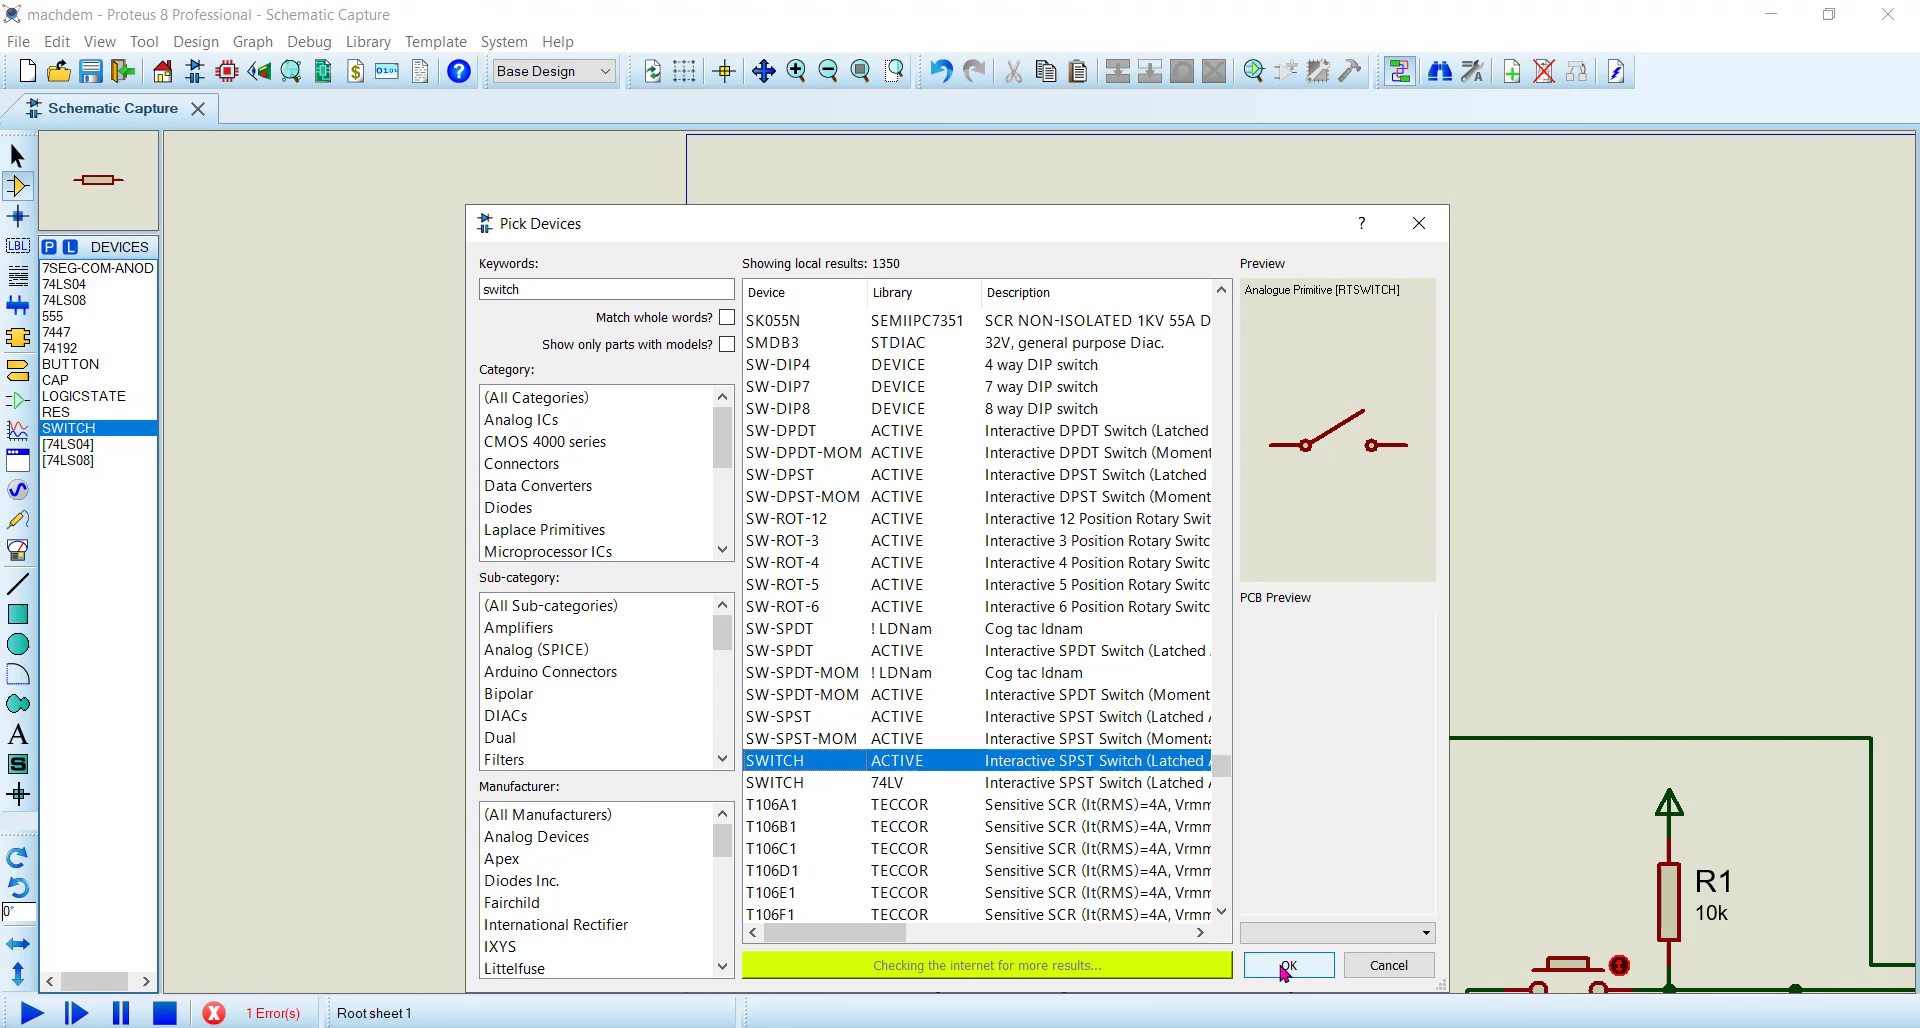 machdem - Proteus 8 Professional - Schematic Capture
File Edit View Tool Design Graph Debug Library Template System Help
Base Design
Schematic Capture
P L DEVICES
7SEG-COM-ANOD
74LS04
74LS08
555
7447
74192
BUTTON
CAP
LOGICSTATE
RES
SWITCH
[74LS04]
[74LS08]
LBL
A
S
0°
Pick Devices
?
Keywords:
switch
Match whole words?
Show only parts with models?
Category:
(All Categories)
Analog ICs
CMOS 4000 series
Connectors
Data Converters
Diodes
Laplace Primitives
Microprocessor ICs
Sub-category:
(All Sub-categories)
Amplifiers
Analog (SPICE)
Arduino Connectors
Bipolar
DIACs
Dual
Filters
Manufacturer:
(All Manufacturers)
Analog Devices
Apex
Diodes Inc.
Fairchild
International Rectifier
IXYS
Littelfuse
Showing local results: 1350
Device Library Description
SK055N SEMIIPC7351 SCR NON-ISOLATED 1KV 55A D
SMDB3 STDIAC 32V, general purpose Diac.
SW-DIP4 DEVICE 4 way DIP switch
SW-DIP7 DEVICE 7 way DIP switch
SW-DIP8 DEVICE 8 way DIP switch
SW-DPDT ACTIVE Interactive DPDT Switch (Latched
SW-DPDT-MOM ACTIVE Interactive DPDT Switch (Moment
SW-DPST ACTIVE Interactive DPST Switch (Latched
SW-DPST-MOM ACTIVE Interactive DPST Switch (Moment
SW-ROT-12 ACTIVE Interactive 12 Position Rotary Swit
SW-ROT-3 ACTIVE Interactive 3 Position Rotary Switc
SW-ROT-4 ACTIVE Interactive 4 Position Rotary Switc
SW-ROT-5 ACTIVE Interactive 5 Position Rotary Switc
SW-ROT-6 ACTIVE Interactive 6 Position Rotary Switc
SW-SPDT ! LDNam Cog tac ldnam
SW-SPDT ACTIVE Interactive SPDT Switch (Latched
SW-SPDT-MOM ! LDNam Cog tac ldnam
SW-SPDT-MOM ACTIVE Interactive SPDT Switch (Moment
SW-SPST ACTIVE Interactive SPST Switch (Latched
SW-SPST-MOM ACTIVE Interactive SPST Switch (Momenta
SWITCH ACTIVE Interactive SPST Switch (Latched
SWITCH 74LV Interactive SPST Switch (Latched
T106A1 TECCOR Sensitive SCR (It(RMS)=4A, Vrmm
T106B1 TECCOR Sensitive SCR (It(RMS)=4A, Vrmm
T106C1 TECCOR Sensitive SCR (It(RMS)=4A, Vrmm
T106D1 TECCOR Sensitive SCR (It(RMS)=4A, Vrmm
T106E1 TECCOR Sensitive SCR (It(RMS)=4A, Vrmm
T106F1 TECCOR Sensitive SCR (It(RMS)=4A, Vrmm
Checking the internet for more results...
Preview
Analogue Primitive [RTSWITCH]
PCB Preview
OK Cancel
R1
10k
1 Error(s)
Root sheet 1